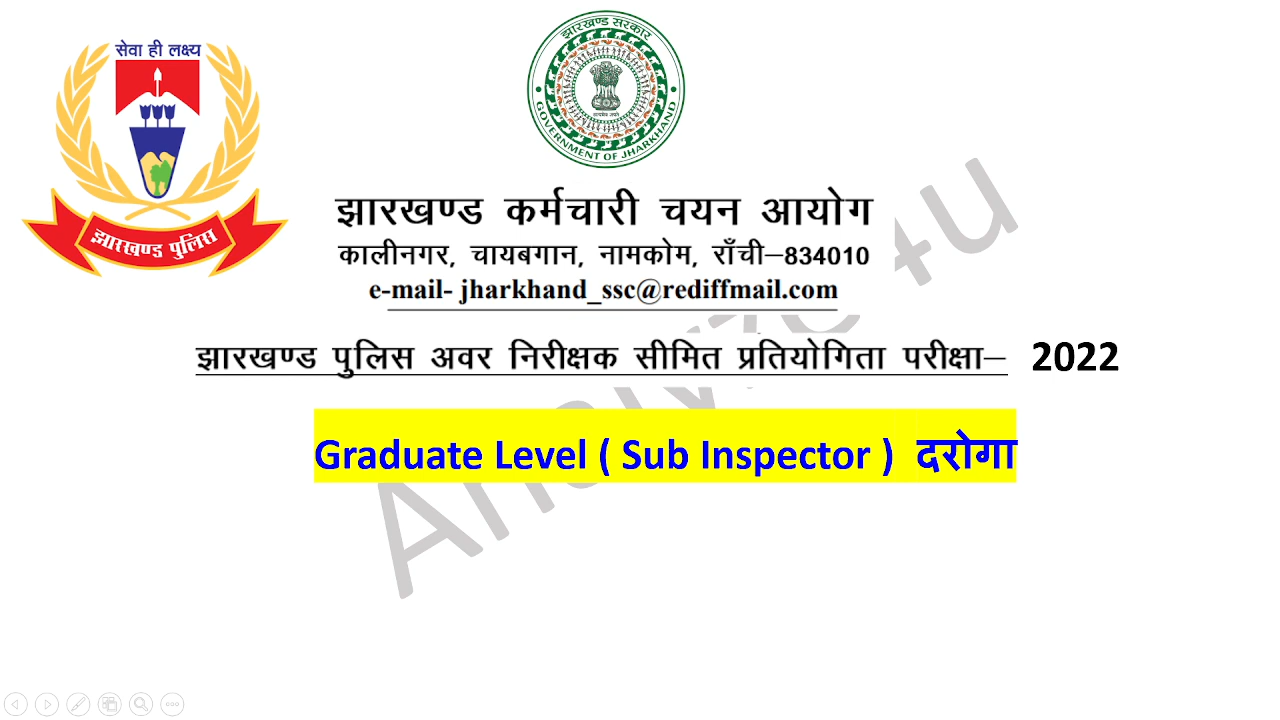 सेवा ही लक्ष्य
झारखण्ड पुलिस
झारखण्ड सरकार
GOVERNMENT OF JHARKHAND
झारखण्ड कर्मचारी चयन आयोग
कालीनगर, चायबगान, नामकोम, राँची–834010
e-mail- jharkhand_ssc@rediffmail.com
झारखण्ड पुलिस अवर निरीक्षक सीमित प्रतियोगिता परीक्षा– 2022
Graduate Level ( Sub Inspector ) दरोगा